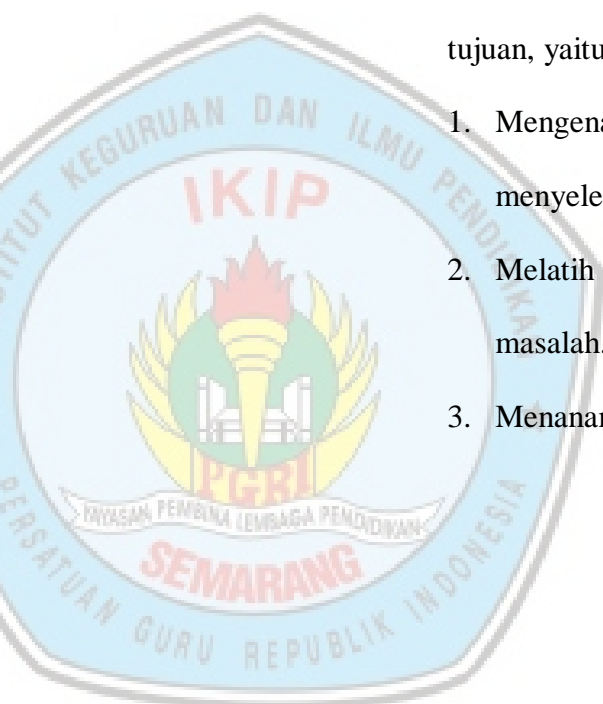 tujuan, yaitu
1. Mengena
menyele
2. Melatih
masalah.
3. Menanar
INSTITUT KEGURUAN DAN ILMU PENDIDIKAN
IKIP
PGRI
YAYASAN PEMBINA LEMBAGA PENDIDIKAN
SEMARANG
PERSATUAN GURU REPUBLIK INDONESIA